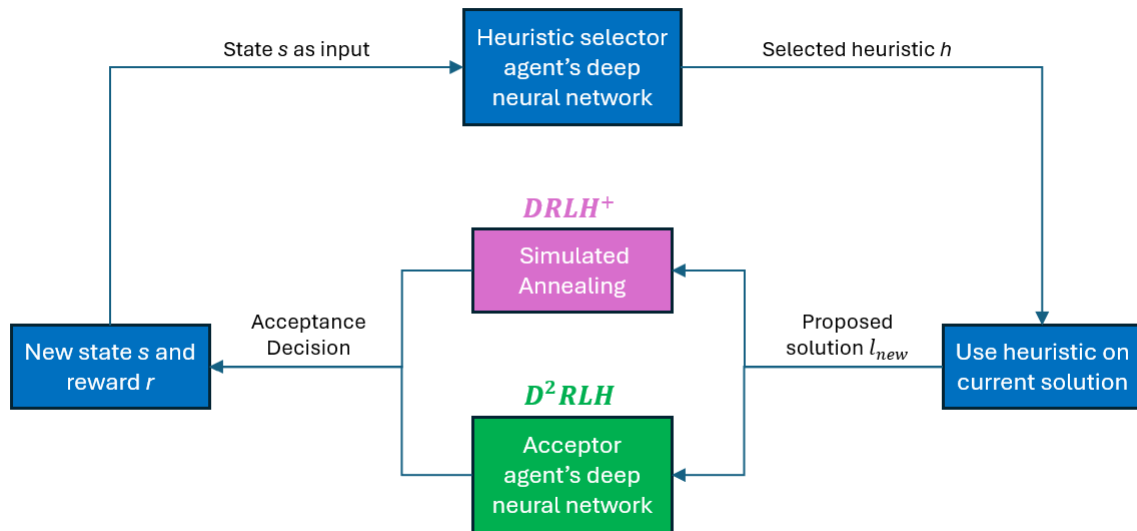 State s as input
Heuristic selector
agent's deep
neural network
Selected heuristic h
DRLH⁺
Simulated
Annealing
Acceptance
Decision
Proposed
solution lₙₑw
New state s and
reward r
Use heuristic on
current solution
D²RLH
Acceptor
agent's deep
neural network